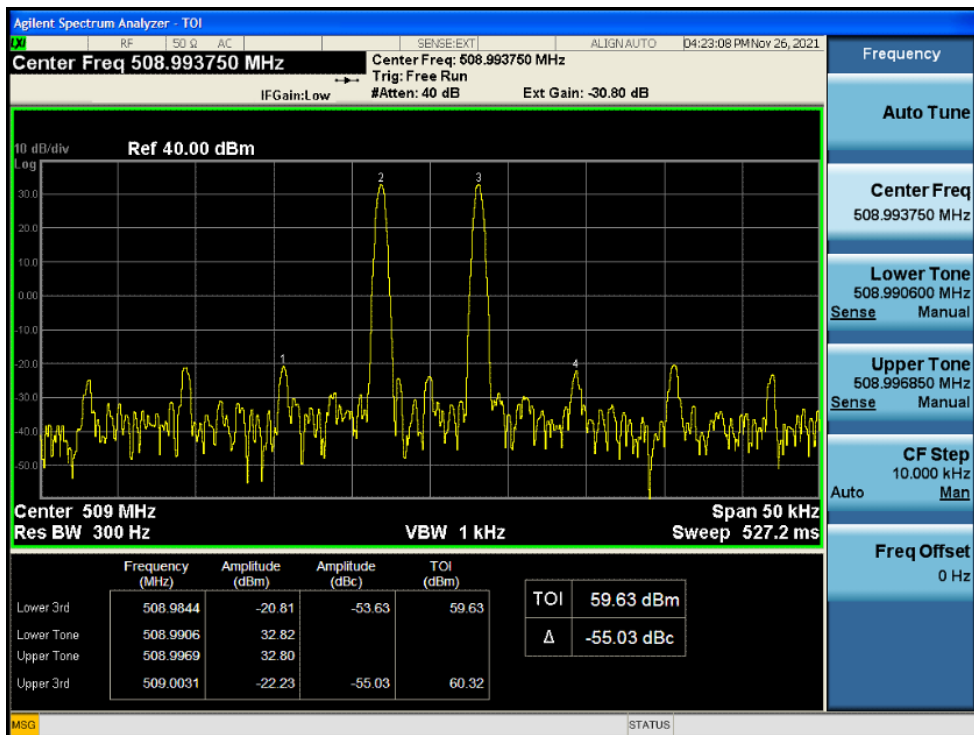 Agilent Spectrum Analyzer - TOI
LXI RF 50 Ω AC SENSE:EXT ALIGNAUTO 04:23:08 PMNov 26, 2021
Center Freq 508.993750 MHz
Center Freq: 508.993750 MHz
Trig: Free Run
IFGain:Low #Atten: 40 dB Ext Gain: -30.80 dB
10 dB/div Ref 40.00 dBm
Log
30.0
20.0
10.0
0.00
-10.0
-20.0
-30.0
-40.0
-50.0
1
2
3
4
Center 509 MHz Span 50 kHz
Res BW 300 Hz VBW 1 kHz Sweep 527.2 ms
Frequency Amplitude Amplitude TOI
(MHz) (dBm) (dBc) (dBm)
Lower 3rd 508.9844 -20.81 -53.63 59.63
Lower Tone 508.9906 32.82
Upper Tone 508.9969 32.80
Upper 3rd 509.0031 -22.23 -55.03 60.32
TOI 59.63 dBm
Δ -55.03 dBc
Frequency
Auto Tune
Center Freq
508.993750 MHz
Lower Tone
508.990600 MHz
Sense Manual
Upper Tone
508.996850 MHz
Sense Manual
CF Step
10.000 kHz
Auto Man
Freq Offset
0 Hz
MSG STATUS